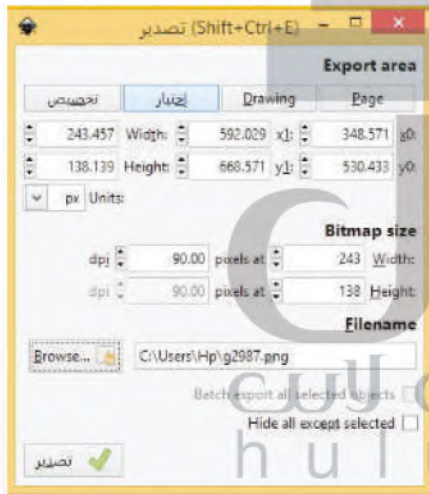 تصدير (Shift+Ctrl+E)
Export area
Page Drawing إختيار تخصيص
x0: 348.571 x1: 592.029 Width: 243.457
y0: 530.433 y1: 668.571 Height: 138.139
Units: px
Bitmap size
Width: 243 pixels at 90.00 dpi
Height: 138 pixels at 90.00 dpi
Filename
C:\Users\Hp\g2987.png Browse...
Batch export all selected objects
Hide all except selected
تصدير